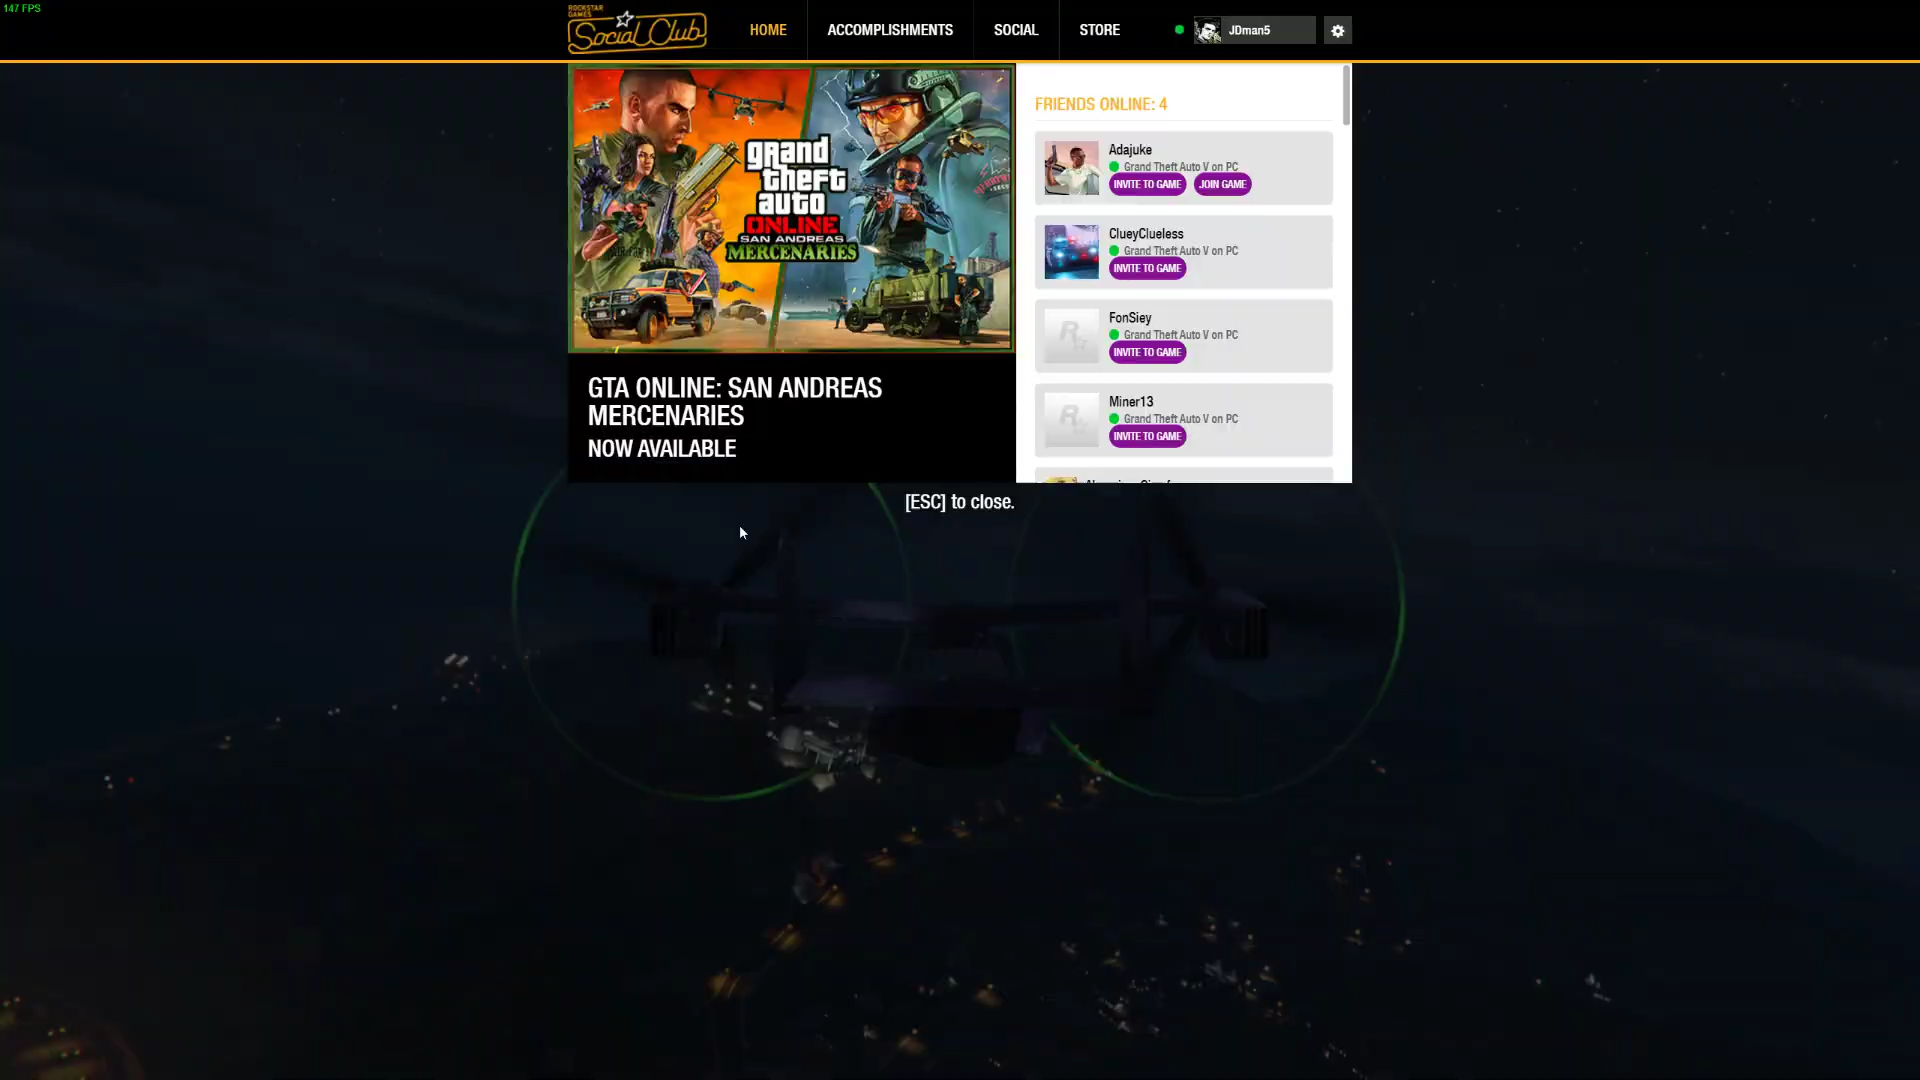 147 FPS
ROCKSTAR
GAMES
Social Club
HOME
ACCOMPLISHMENTS
SOCIAL
STORE
JDman5
grand
theft
auto
ONLINE
SAN ANDREAS
MERCENARIES
GTA ONLINE: SAN ANDREAS
MERCENARIES
NOW AVAILABLE
FRIENDS ONLINE: 4
Adajuke
Grand Theft Auto V on PC
INVITE TO GAME JOIN GAME
ClueyClueless
Grand Theft Auto V on PC
INVITE TO GAME
FonSiey
Grand Theft Auto V on PC
INVITE TO GAME
Miner13
Grand Theft Auto V on PC
INVITE TO GAME
[ESC] to close.